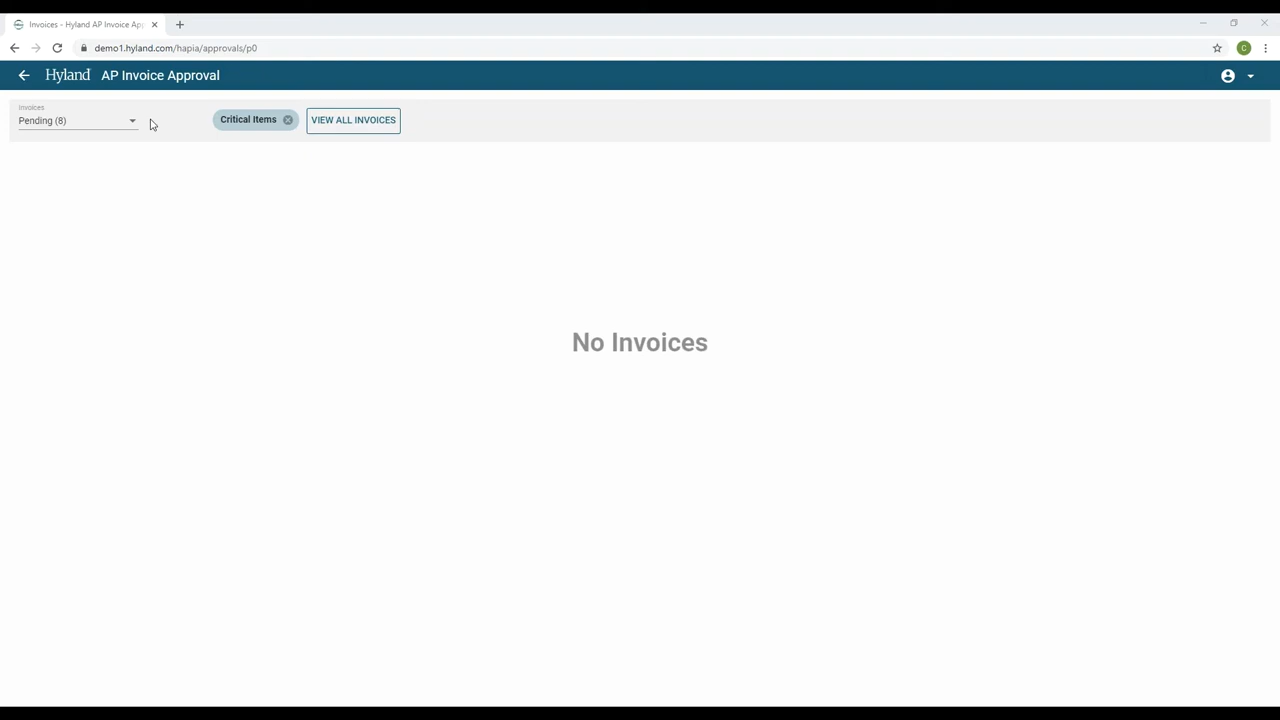 Invoices - Hyland AP Invoice Ap
demo1.hyland.com/hapia/approvals/p0
C
Hyland AP Invoice Approval
Invoices
Pending (8)
Critical Items
VIEW ALL INVOICES
No Invoices